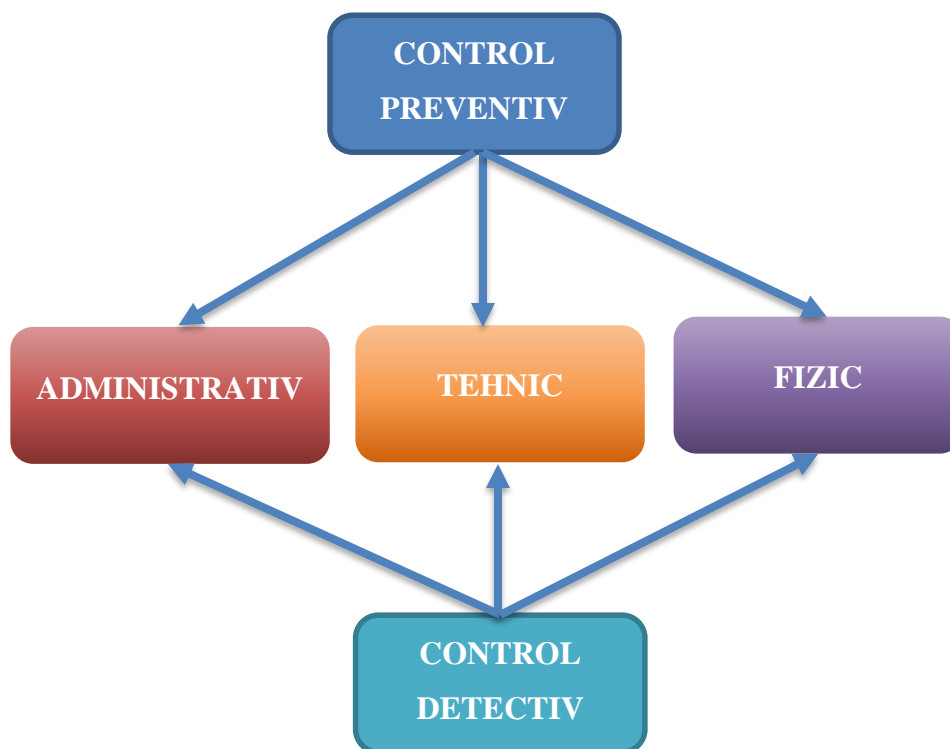 CONTROL
PREVENTIV
ADMINISTRATIV
TEHNIC
FIZIC
CONTROL
DETECTIV